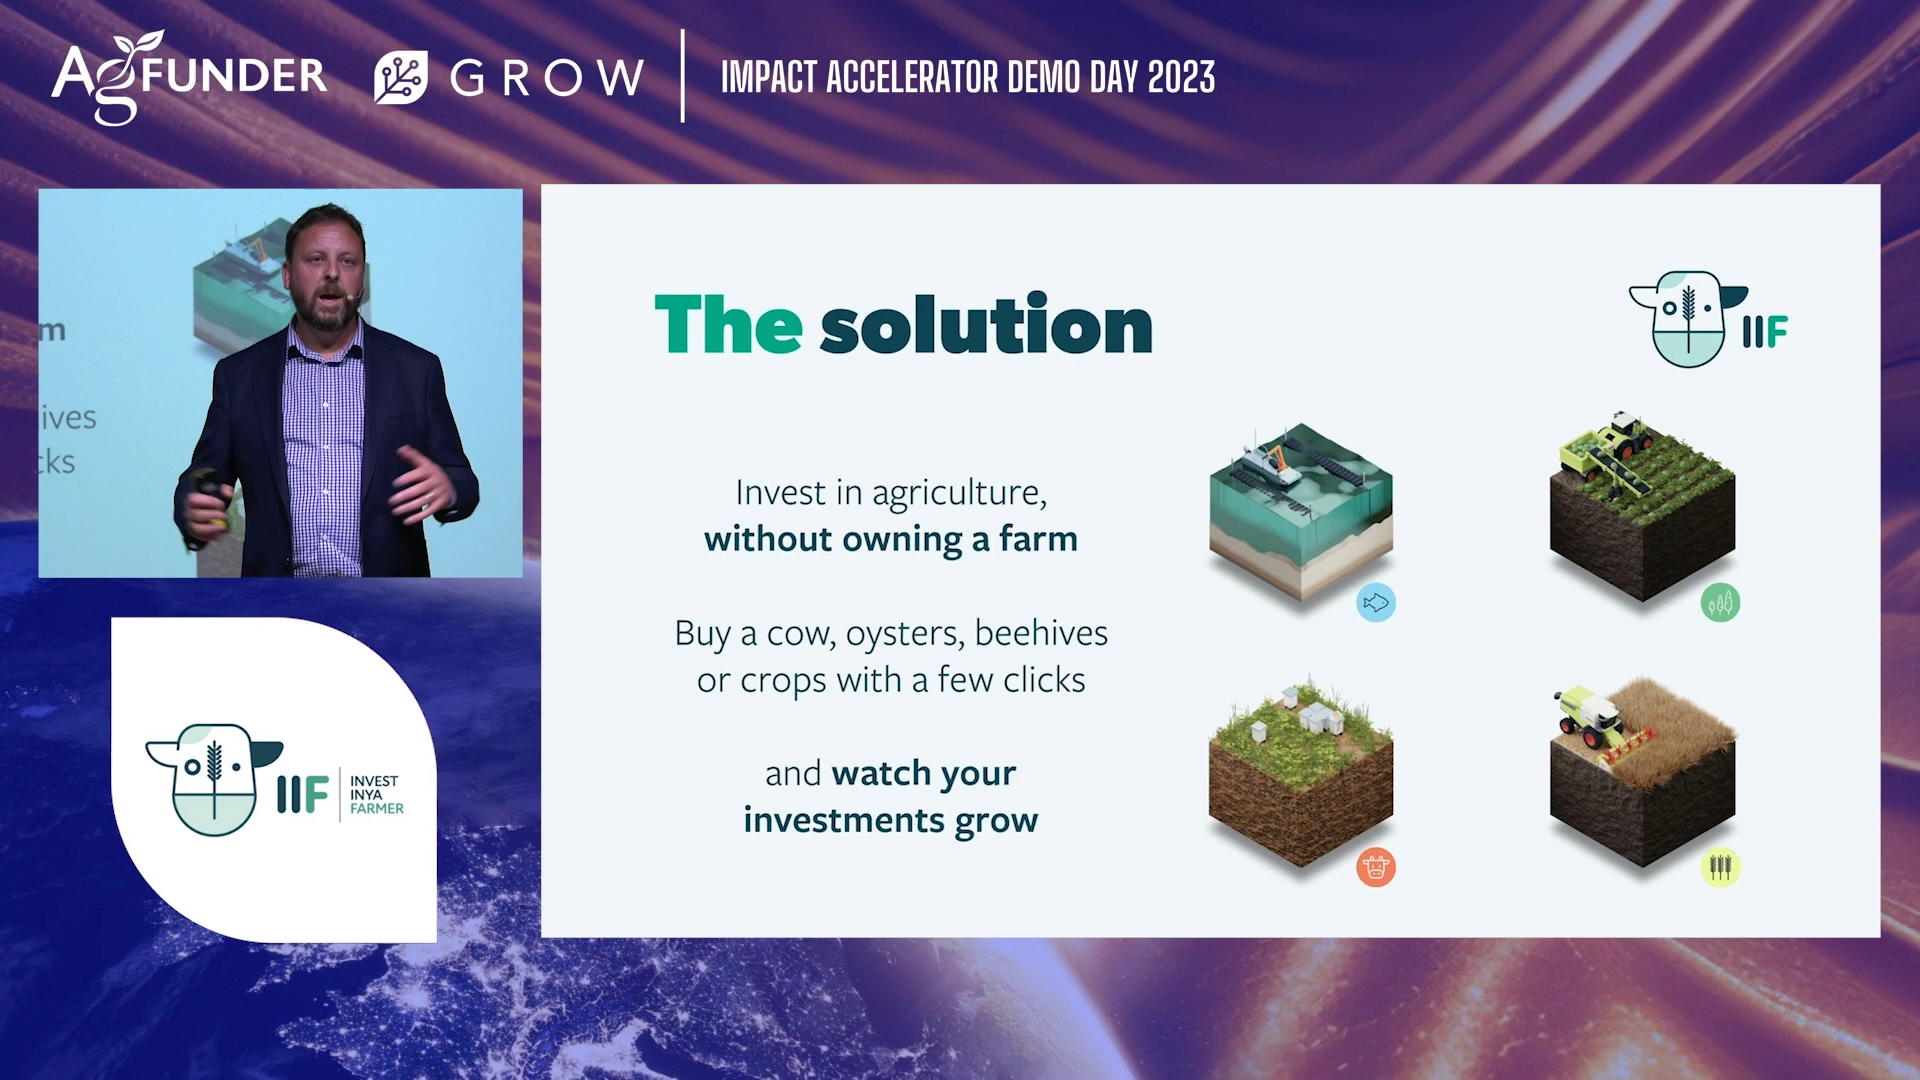 AgFUNDER
GROW
IMPACT ACCELERATOR DEMO DAY 2023
m
ives
cks
The solution
IIF
Invest in agriculture,
without owning a farm
Buy a cow, oysters, beehives
or crops with a few clicks
and watch your
investments grow
IIF
INVEST
INYA
FARMER